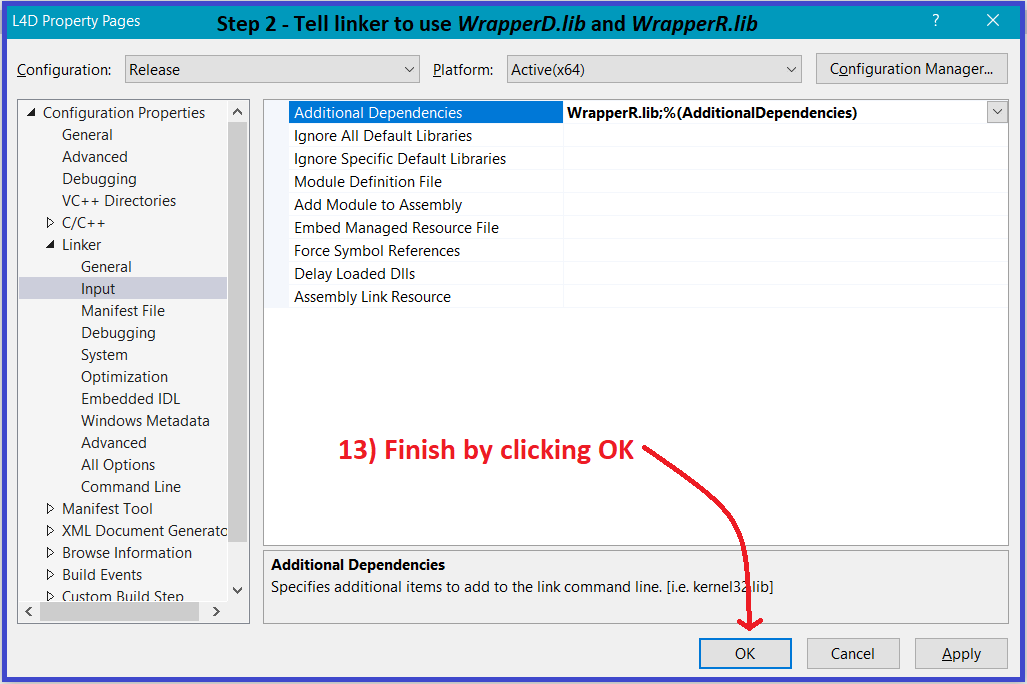 L4D Property Pages
Step 2 - Tell linker to use WrapperD.lib and WrapperR.lib
?
Configuration:
Release
Platform:
Active(x64)
Configuration Manager...
Configuration Properties
General
Advanced
Debugging
VC++ Directories
C/C++
Linker
General
Input
Manifest File
Debugging
System
Optimization
Embedded IDL
Windows Metadata
Advanced
All Options
Command Line
Manifest Tool
XML Document Generato
Browse Information
Build Events
Custom Build Step
Additional Dependencies WrapperR.lib;%(AdditionalDependencies)
Ignore All Default Libraries
Ignore Specific Default Libraries
Module Definition File
Add Module to Assembly
Embed Managed Resource File
Force Symbol References
Delay Loaded Dlls
Assembly Link Resource
13) Finish by clicking OK
Additional Dependencies
Specifies additional items to add to the link command line. [i.e. kernel32.lib]
OK
Cancel
Apply